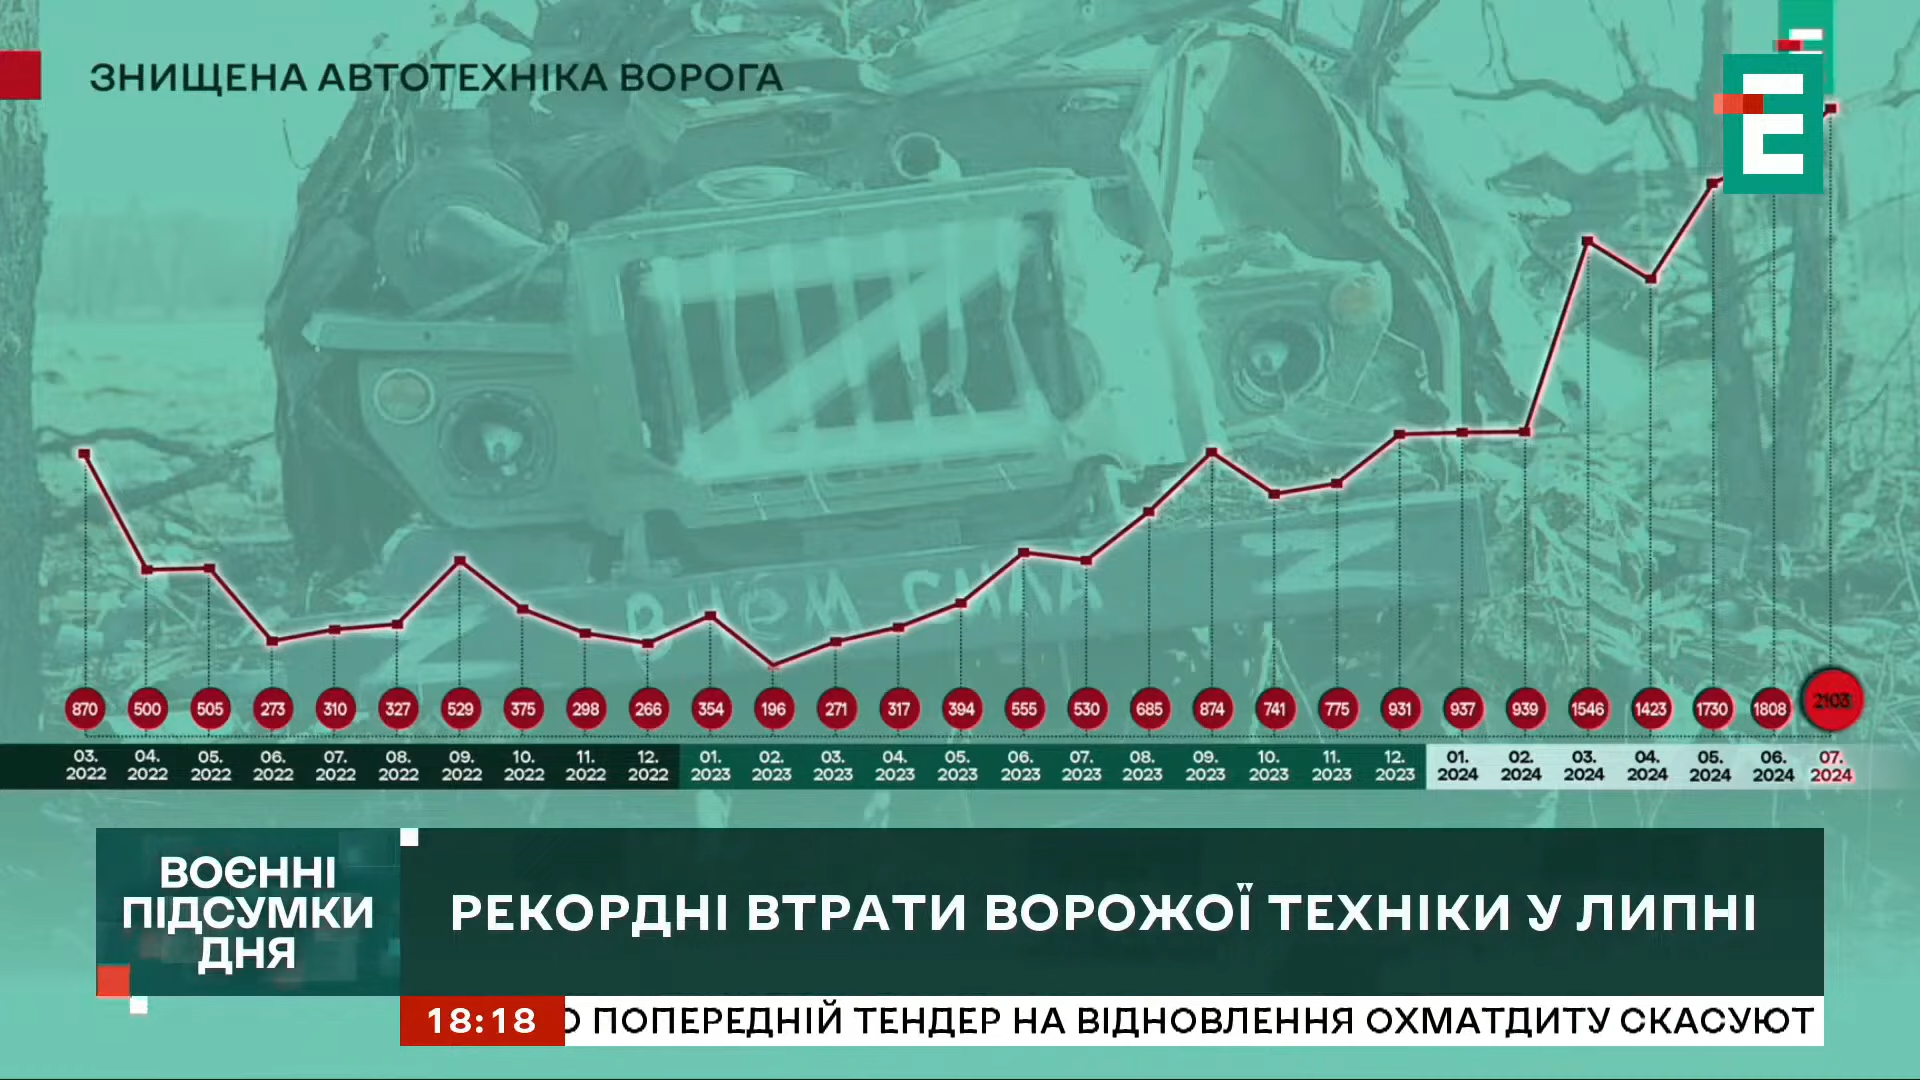 ЗНИЩЕНА АВТОТЕХНІКА ВОРОГА
Е
В ЧЕМ СИЛА
870 500 505 273 310 327 529 375 298 266 354 196 271 317 394 555 530 685 874 741 775 931 937 939 1546 1423 1730 1808 2103
03. 04. 05. 06. 07. 08. 09. 10. 11. 12. 01. 02. 03. 04. 05. 06. 07. 08. 09. 10. 11. 12. 01. 02. 03. 04. 05. 06. 07.
2022 2022 2022 2022 2022 2022 2022 2022 2022 2022 2023 2023 2023 2023 2023 2023 2023 2023 2023 2023 2023 2023 2024 2024 2024 2024 2024 2024 2024
ВОЄННІ
ПІДСУМКИ
ДНЯ
РЕКОРДНІ ВТРАТИ ВОРОЖОЇ ТЕХНІКИ У ЛИПНІ
18:18 О ПОПЕРЕДНІЙ ТЕНДЕР НА ВІДНОВЛЕННЯ ОХМАТДИТУ СКАСУЮТ